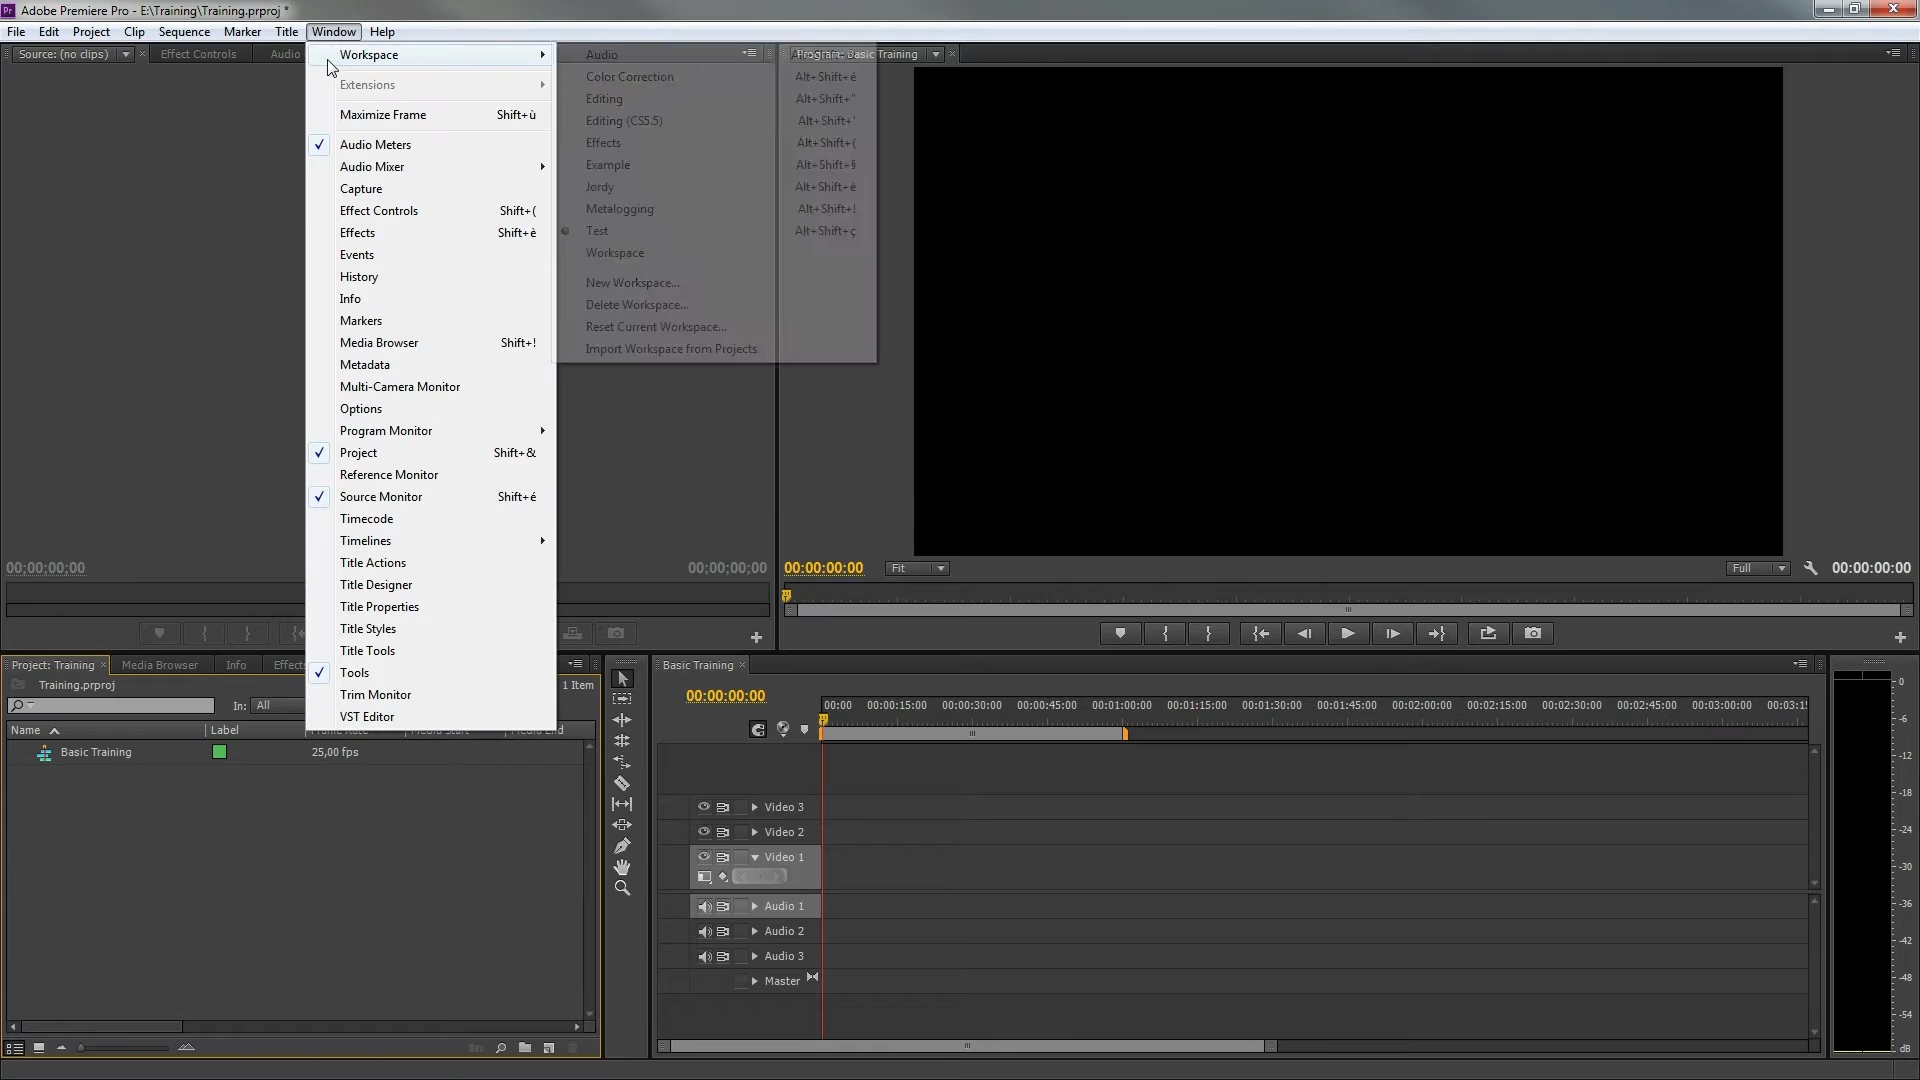 Adobe Premiere Pro - E:\Training\Training.prproj *
File Edit Project Clip Sequence Marker Title Window Help
Source: (no clips) Effect Controls Audio
Program: Basic Training
Workspace
Extensions
Maximize Frame Shift+ù
Audio Meters
Audio Mixer
Capture
Effect Controls Shift+(
Effects Shift+è
Events
History
Info
Markers
Media Browser Shift+!
Metadata
Multi-Camera Monitor
Options
Program Monitor
Project Shift+&
Reference Monitor
Source Monitor Shift+é
Timecode
Timelines
Title Actions
Title Designer
Title Properties
Title Styles
Title Tools
Tools
Trim Monitor
VST Editor
Audio
Color Correction Alt+Shift+é
Editing Alt+Shift+"
Editing (CS5.5) Alt+Shift+'
Effects Alt+Shift+(
Example Alt+Shift+§
Jordy Alt+Shift+è
Metalogging Alt+Shift+!
Test Alt+Shift+ç
Workspace
New Workspace...
Delete Workspace...
Reset Current Workspace...
Import Workspace from Projects
00;00;00;00 00;00;00;00
00:00:00:00 Fit Full 00:00:00:00
Project: Training Media Browser Info Effects
Training.prproj 1 Item
In: All
Name Label
Basic Training 25,00 fps
Basic Training
00:00:00:00
00:00 00:00:15:00 00:00:30:00 00:00:45:00 00:01:00:00 00:01:15:00 00:01:30:00 00:01:45:00 00:02:00:00 00:02:15:00 00:02:30:00 00:02:45:00 00:03:00:00 00:03:15
Video 3
Video 2
Video 1
Audio 1
Audio 2
Audio 3
Master
0
-6
-12
-18
-24
-30
-36
-42
-48
-54
dB